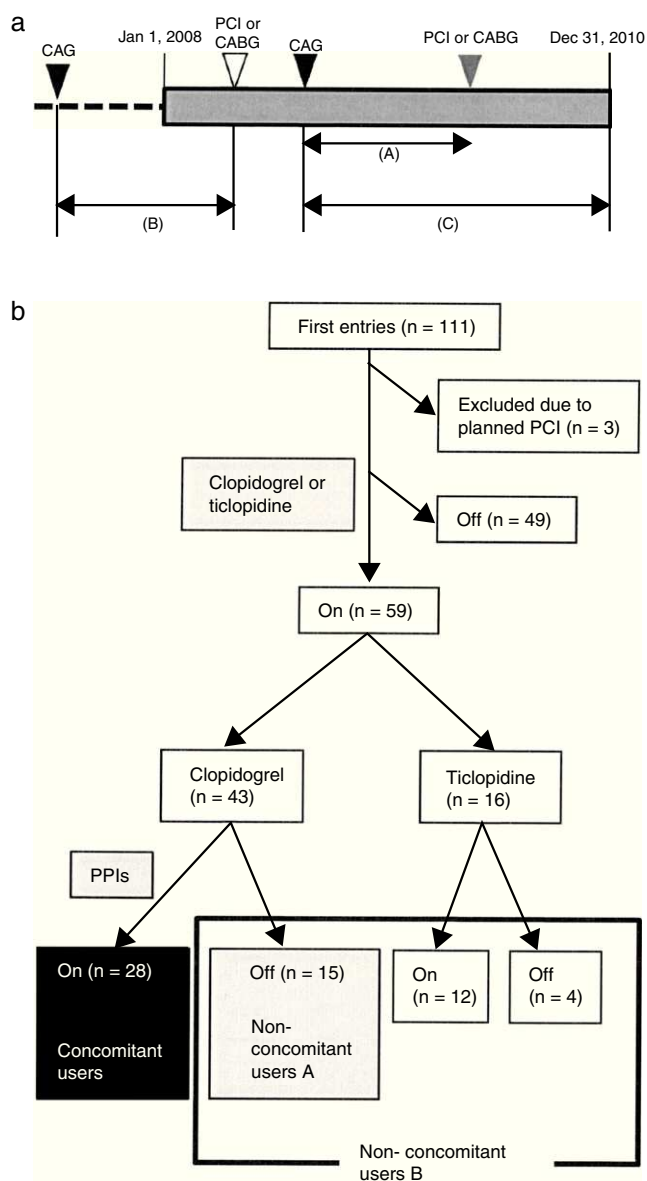 a
Jan 1, 2008
PCI or
CABG
CAG
CAG
PCI or CABG
Dec 31, 2010
(A)
(B)
(C)
b
First entries (n = 111)
Excluded due to
planned PCI (n = 3)
Clopidogrel or
ticlopidine
Off (n = 49)
On (n = 59)
Clopidogrel
(n = 43)
Ticlopidine
(n = 16)
PPIs
On (n = 28)
Concomitant
users
Off (n = 15)
Non-
concomitant
users A
On
(n = 12)
Off
(n = 4)
Non- concomitant
users B